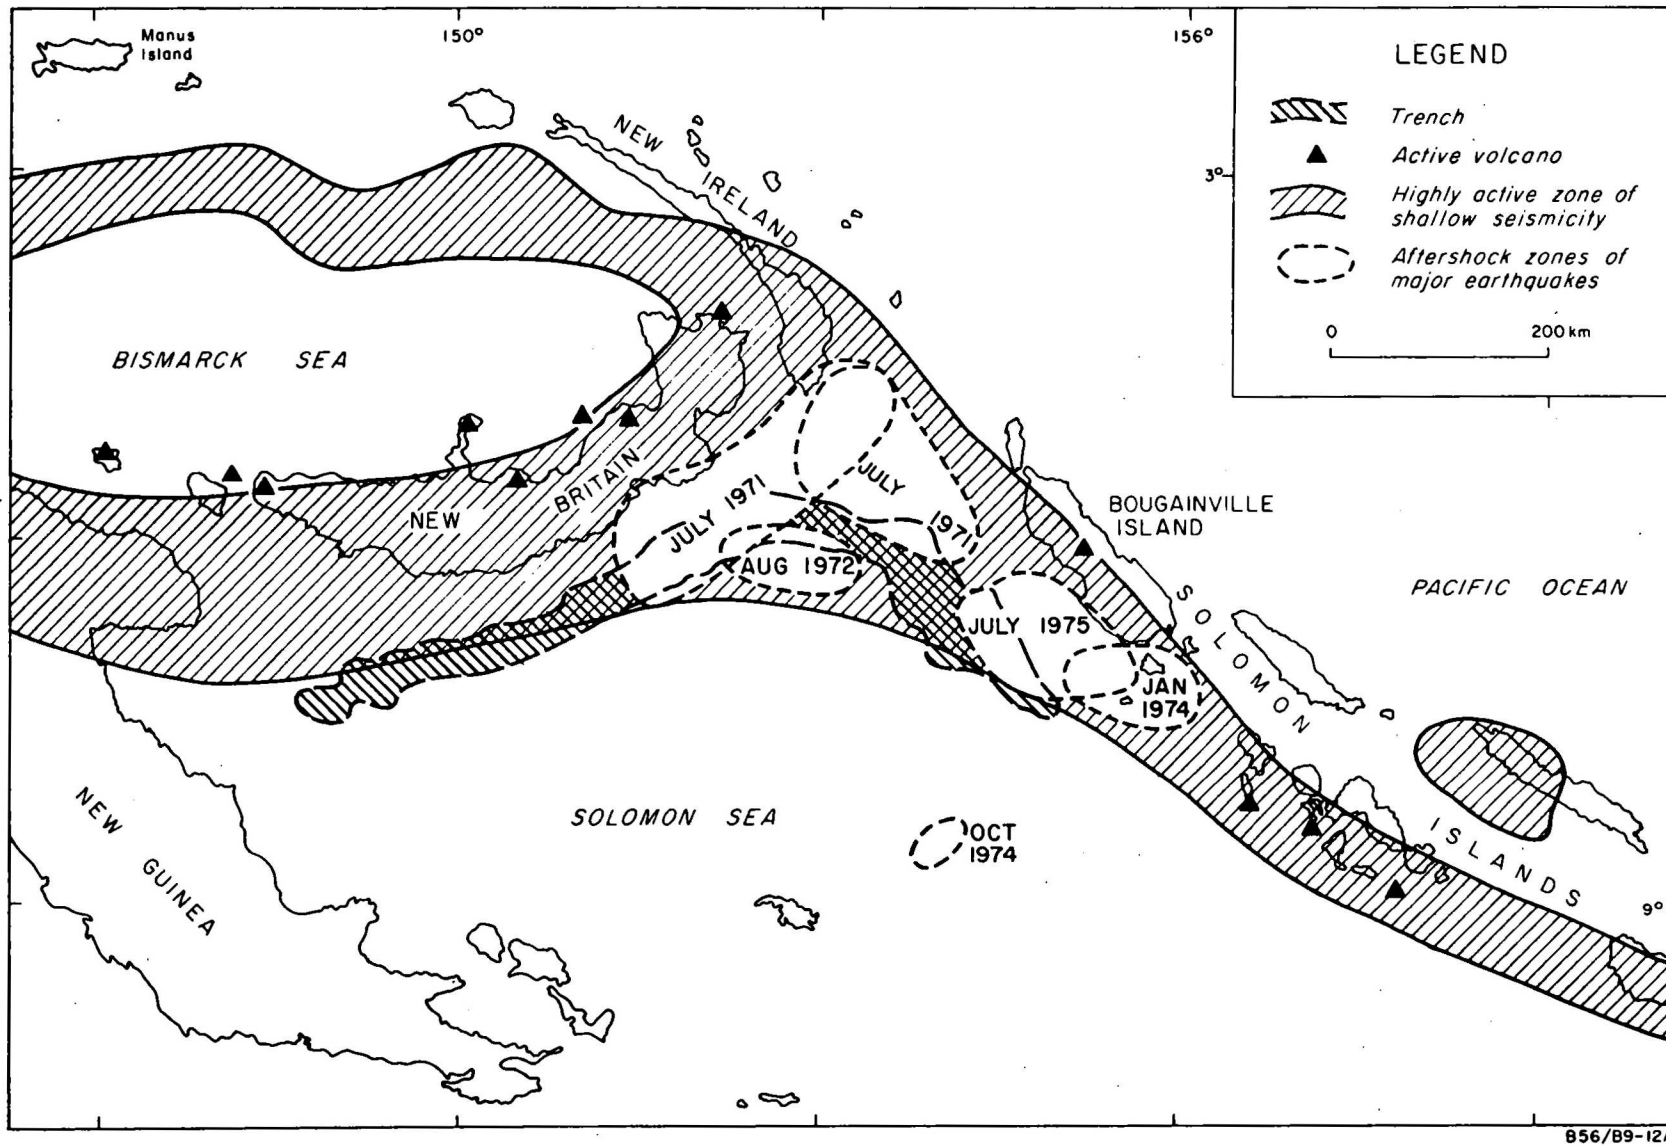 Manus
Island
150°
156°
LEGEND
Trench
Active volcano
3°
Highly active zone of
shallow seismicity
Aftershock zones of
major earthquakes
0 200 km
NEW
IRELAND
BISMARCK SEA
NEW
BRITAIN
JULY 1971
JULY
1971
AUG 1972
BOUGAINVILLE
ISLAND
PACIFIC OCEAN
JULY 1975
JAN
1974
SOLOMON
ISLANDS
SOLOMON SEA
OCT
1974
NEW
GUINEA
9°
B56/B9-12